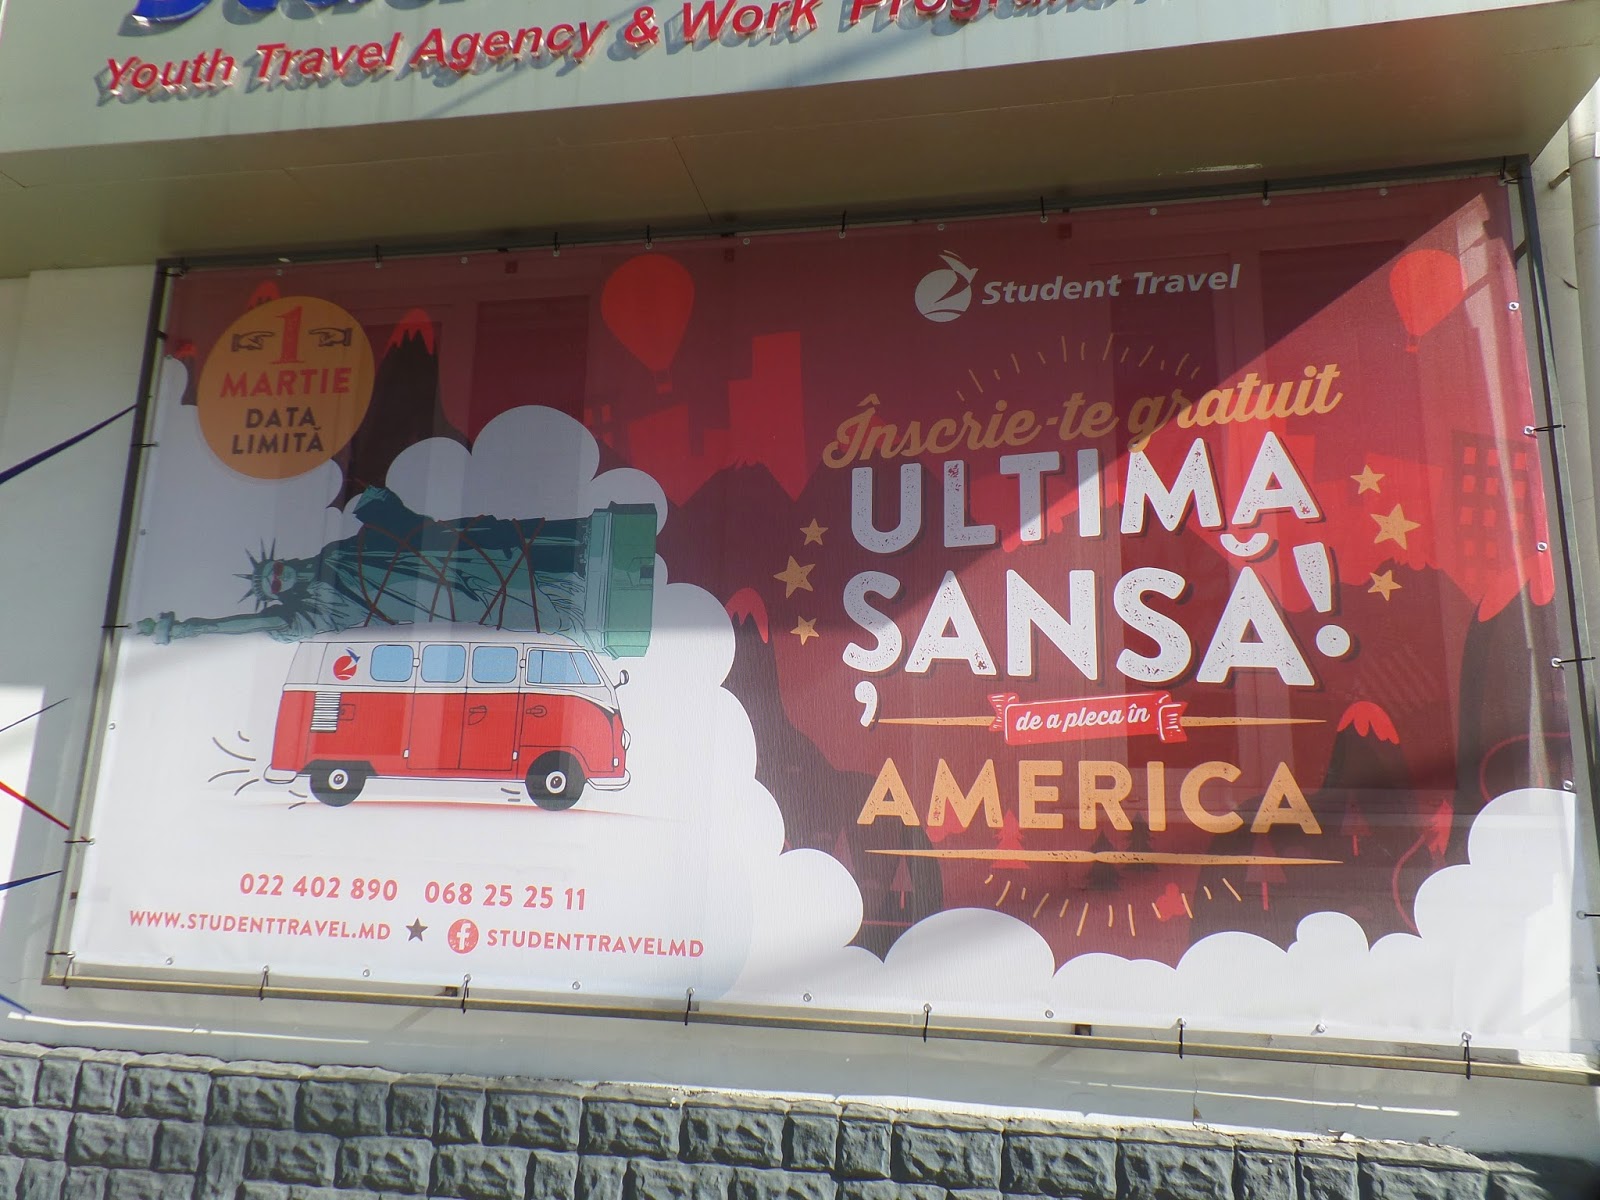 Youth Travel Agency & Work
1
MARTIE
DATA
LIMITĂ
Student Travel
Înscrie-te gratuit
ULTIMA
ȘANSĂ!
de a pleca în
AMERICA
022 402 890 068 25 25 11
WWW.STUDENTTRAVEL.MD ★ f STUDENTTRAVELMD